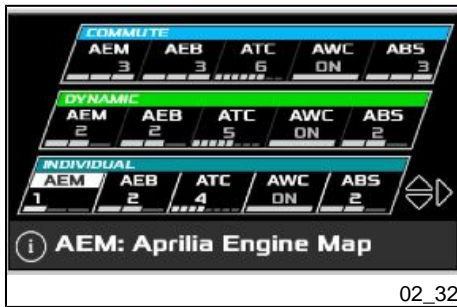 COMMUTE
AEM AEB ATC AWC ABS
3 3 6 ON 3
DYNAMIC
AEM AEB ATC AWC ABS
2 2 5 ON 2
INDIVIDUAL
AEM AEB ATC AWC ABS
1 2 4 ON 2
i AEM: Aprilia Engine Map
02_32